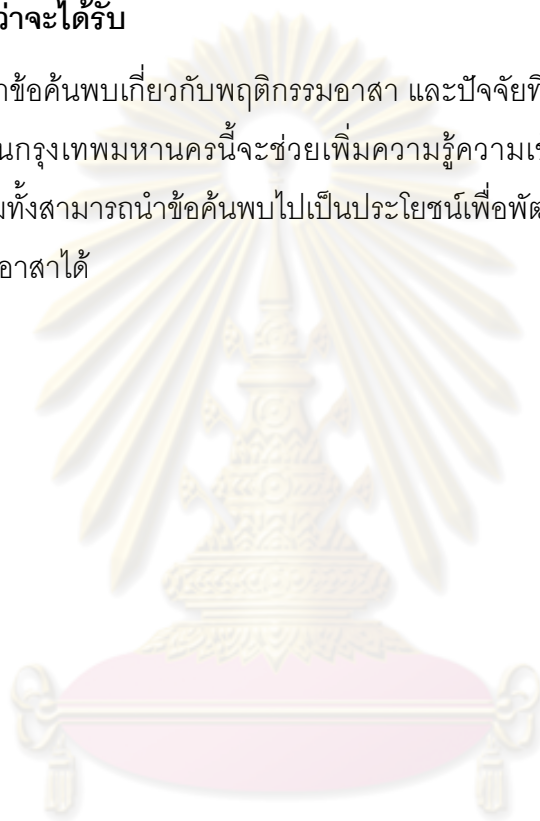 ว่าจะได้รับ
าข้อค้นพบเกี่ยวกับพฤติกรรมอาสา และปัจจัยที
นกรุงเทพมหานครนี้จะช่วยเพิ่มความรู้ความเข
มทั้งสามารถนำข้อค้นพบไปเป็นประโยชน์เพื่อพัฒ
อาสาได้